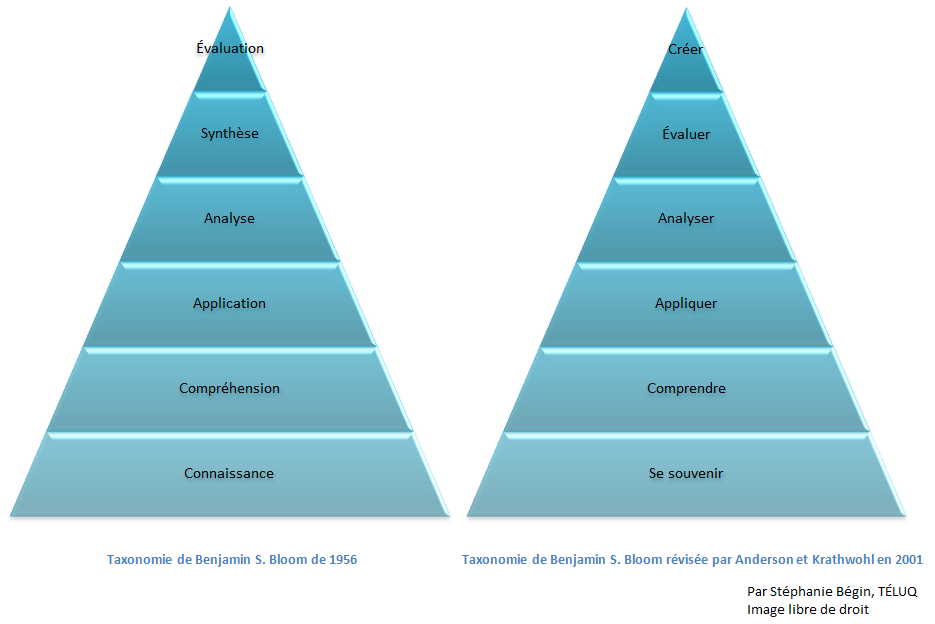 Évaluation
Synthèse
Analyse
Application
Compréhension
Connaissance
Taxonomie de Benjamin S. Bloom de 1956
Créer
Évaluer
Analyser
Appliquer
Comprendre
Se souvenir
Taxonomie de Benjamin S. Bloom révisée par Anderson et Krathwohl en 2001
Par Stéphanie Bégin, TÉLUQ
Image libre de droit